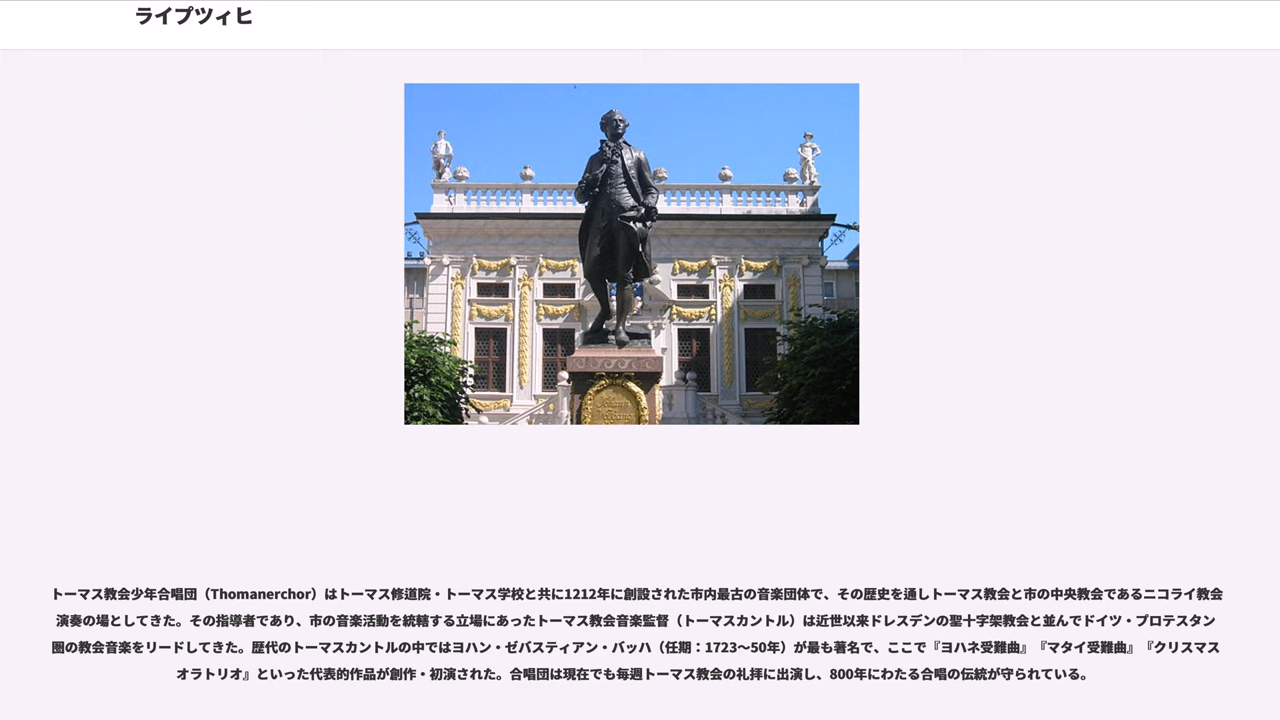 ライプツィヒ
Johann
トーマス教会少年合唱団（Thomanerchor）はトーマス修道院・トーマス学校と共に1212年に創設された市内最古の音楽団体で、その歴史を通しトーマス教会と市の中央教会であるニコライ教会
演奏の場としてきた。その指導者であり、市の音楽活動を統轄する立場にあったトーマス教会音楽監督（トーマスカントル）は近世以来ドレスデンの聖十字架教会と並んでドイツ・プロテスタン
圏の教会音楽をリードしてきた。歴代のトーマスカントルの中ではヨハン・ゼバスティアン・バッハ（任期：1723〜50年）が最も著名で、ここで『ヨハネ受難曲』『マタイ受難曲』『クリスマス
オラトリオ』といった代表的作品が創作・初演された。合唱団は現在でも毎週トーマス教会の礼拝に出演し、800年にわたる合唱の伝統が守られている。